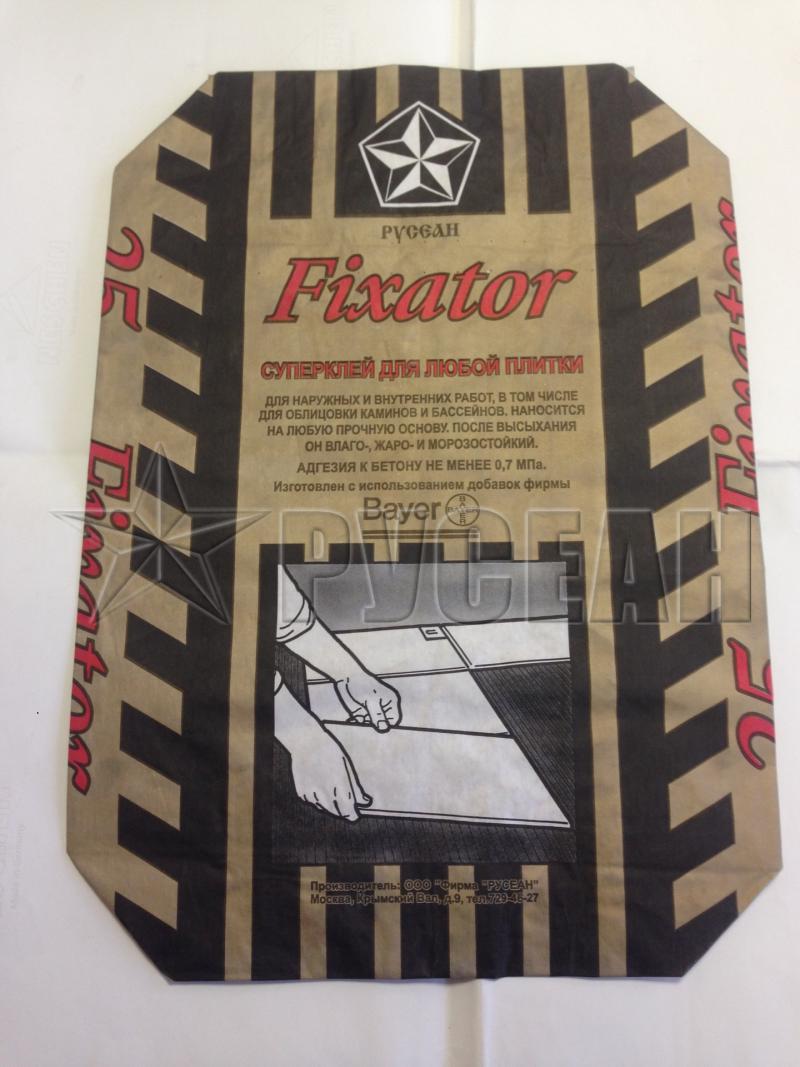 РУСЕАН
Fixator
СУПЕРКЛЕЙ ДЛЯ ЛЮБОЙ ПЛИТКИ
ДЛЯ НАРУЖНЫХ И ВНУТРЕННИХ РАБОТ, В ТОМ ЧИСЛЕ
ДЛЯ ОБЛИЦОВКИ КАМИНОВ И БАССЕЙНОВ. НАНОСИТСЯ
НА ЛЮБУЮ ПРОЧНУЮ ОСНОВУ. ПОСЛЕ ВЫСЫХАНИЯ
ОН ВЛАГО-, ЖАРО- И МОРОЗОСТОЙКИЙ.
АДГЕЗИЯ К БЕТОНУ НЕ МЕНЕЕ 0,7 МПа.
Изготовлен с использованием добавок фирмы
Bayer BAYER
РУСЕАН
Производитель: ООО "Фирма "РУСЕАН"
Москва, Крымский Вал, д.9, тел.729-46-27
25
Fixator
Fixator
25